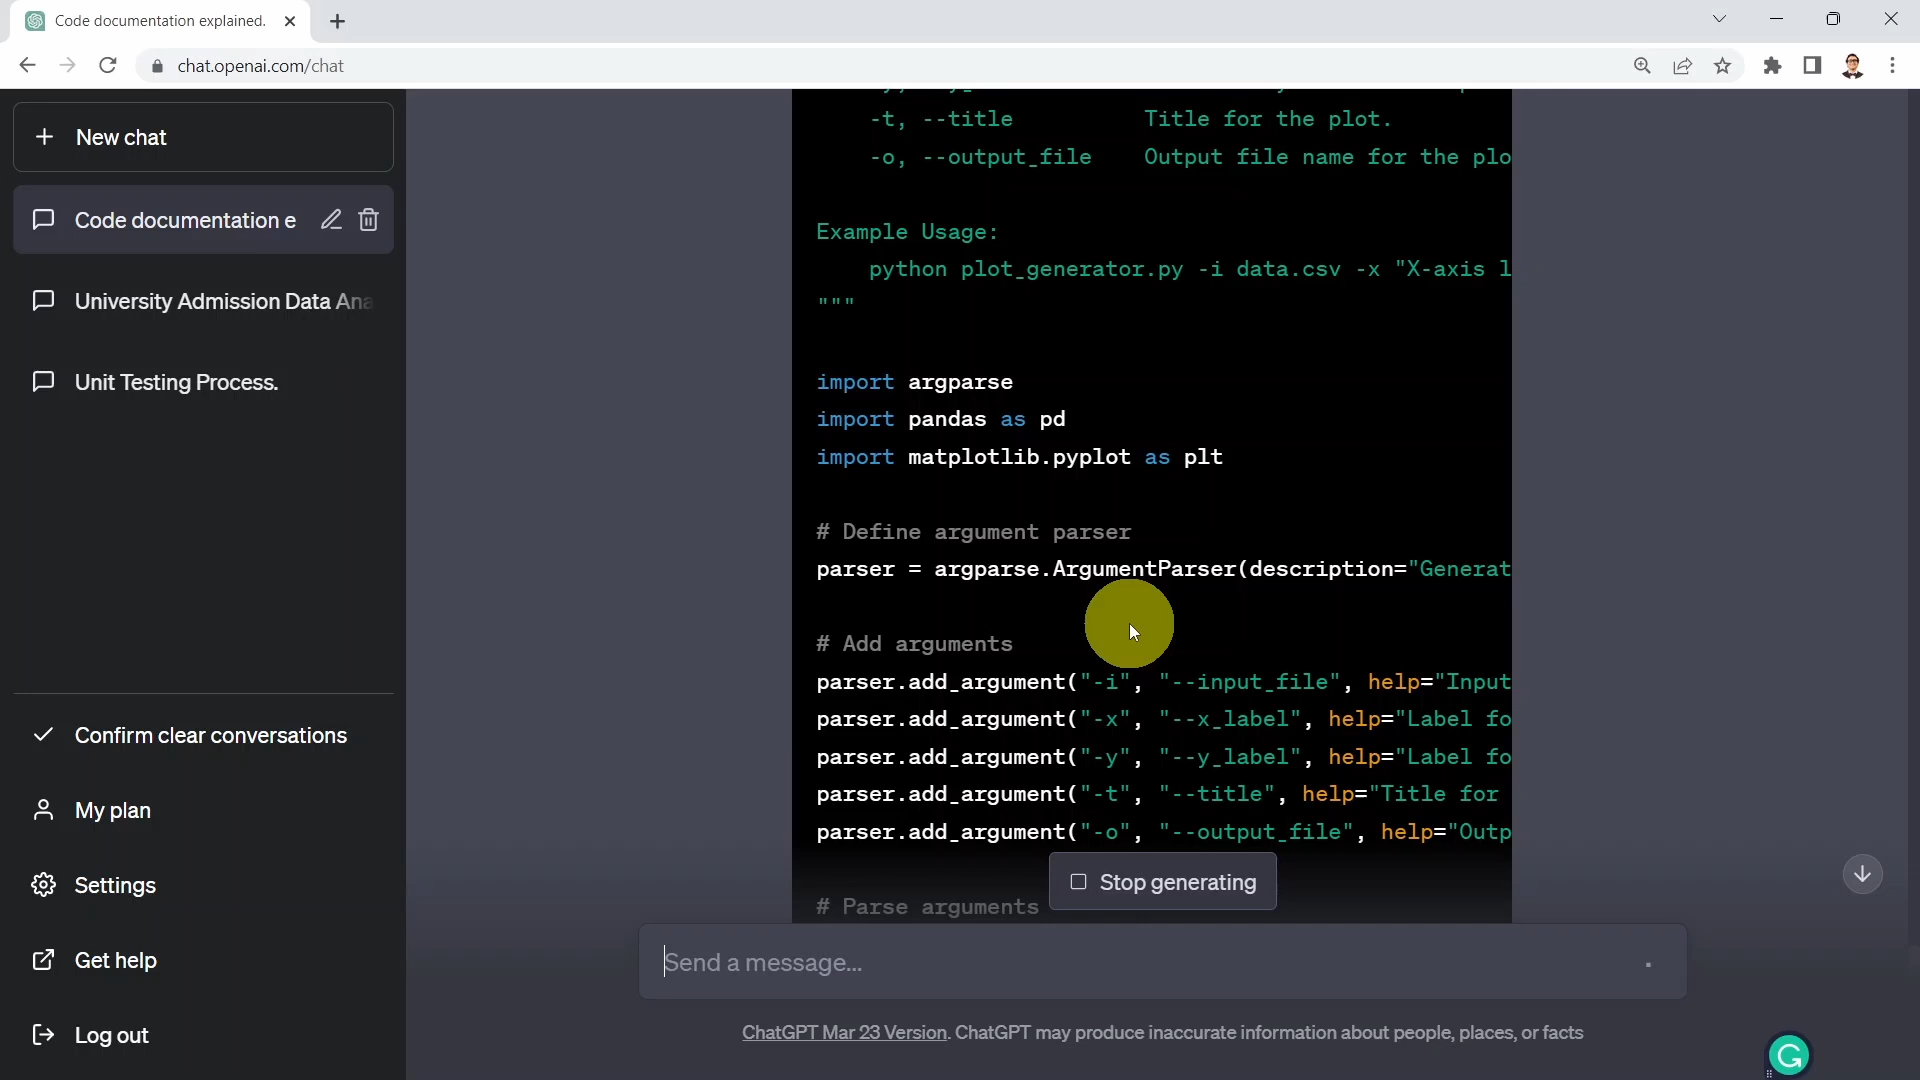 Code documentation explained.
chat.openai.com/chat
New chat
Code documentation e
University Admission Data Ana
Unit Testing Process.
Confirm clear conversations
My plan
Settings
Get help
Log out
-t, --title Title for the plot.
-o, --output_file Output file name for the plo
Example Usage:
python plot_generator.py -i data.csv -x "X-axis l
"""
import argparse
import pandas as pd
import matplotlib.pyplot as plt
# Define argument parser
parser = argparse.ArgumentParser(description="Generat
# Add arguments
parser.add_argument("-i", "--input_file", help="Input
parser.add_argument("-x", "--x_label", help="Label fo
parser.add_argument("-y", "--y_label", help="Label fo
parser.add_argument("-t", "--title", help="Title for
parser.add_argument("-o", "--output_file", help="Outp
# Parse arguments
Stop generating
Send a message...
ChatGPT Mar 23 Version. ChatGPT may produce inaccurate information about people, places, or facts